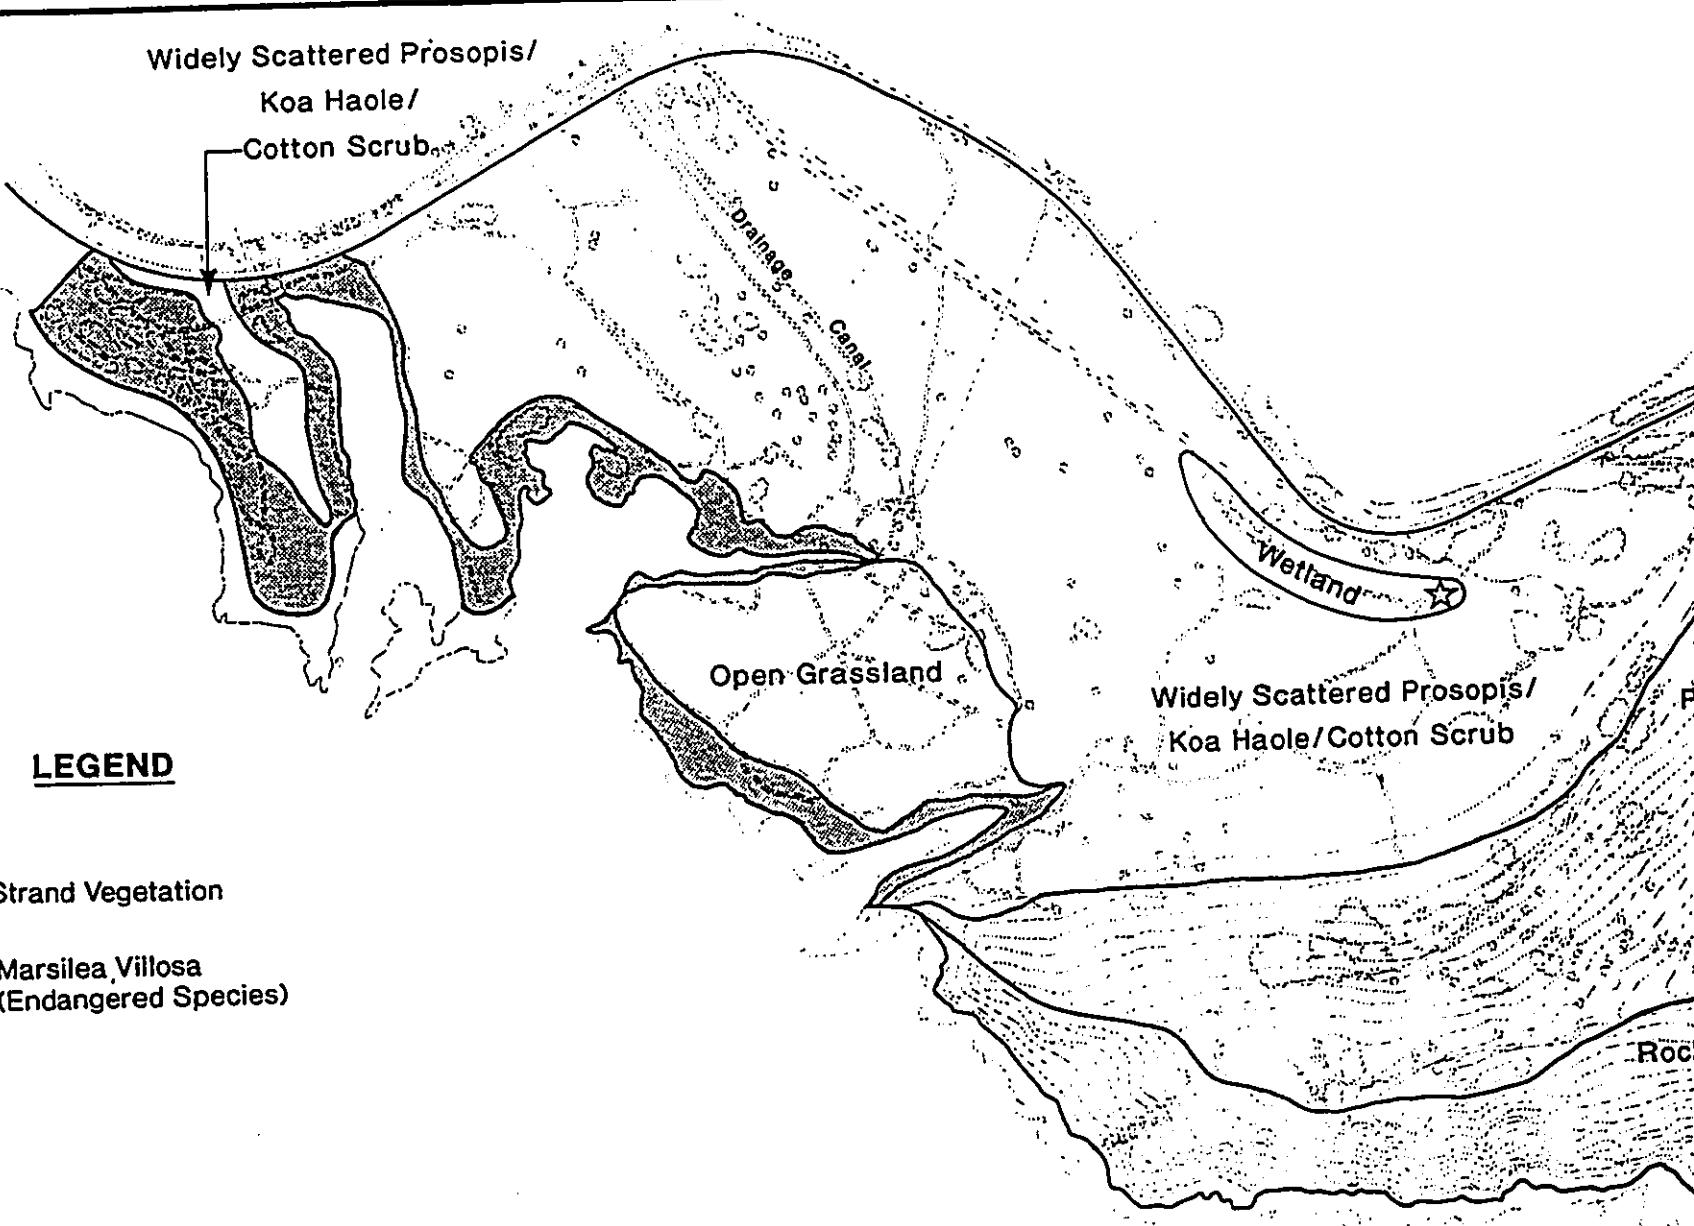 Widely Scattered Prosopis/
Koa Haole/
Cotton Scrub
Drainage
Canal
Wetland
Open Grassland
Widely Scattered Prosopis/
Koa Haole/Cotton Scrub
P
Roc
LEGEND
Strand Vegetation
Marsilea Villosa
(Endangered Species)